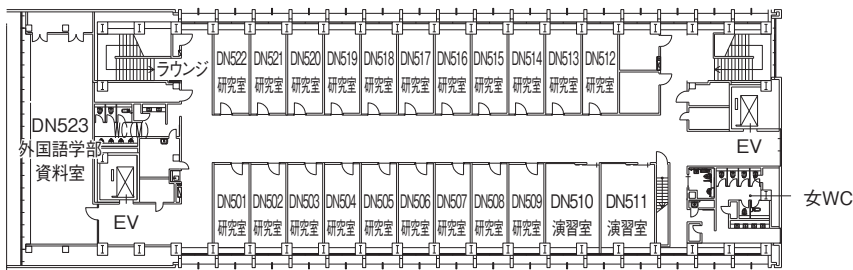 DN522
研究室
DN521
研究室
DN520
研究室
DN519
研究室
DN518
研究室
DN517
研究室
DN516
研究室
DN515
研究室
DN514
研究室
DN513
研究室
DN512
研究室
ラウンジ
DN523
外国語学部
資料室
EV
EV
DN501
研究室
DN502
研究室
DN503
研究室
DN504
研究室
DN505
研究室
DN506
研究室
DN507
研究室
DN508
研究室
DN509
研究室
DN510
演習室
DN511
演習室
女WC